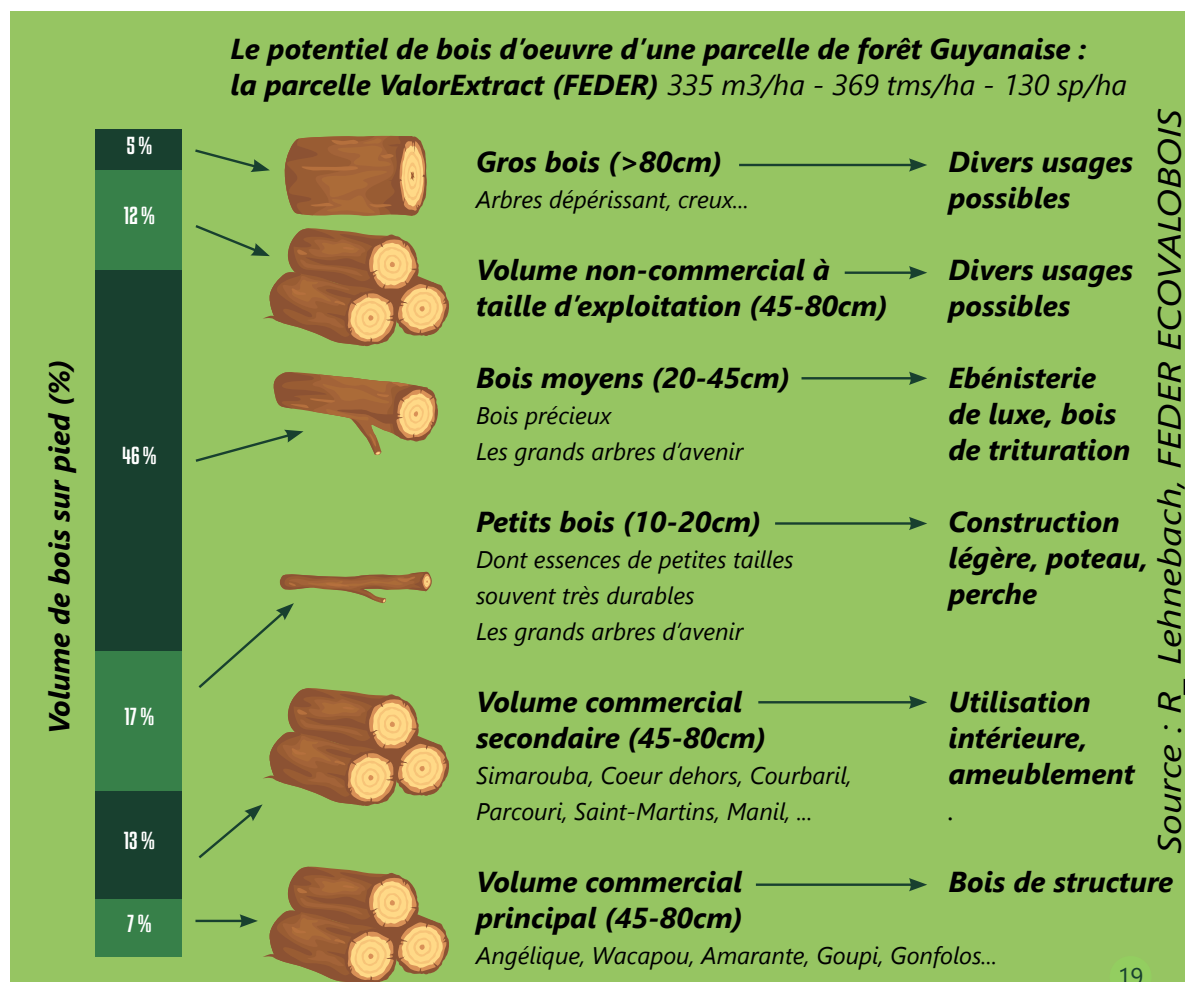 Le potentiel de bois d'oeuvre d'une parcelle de forêt Guyanaise :
la parcelle ValorExtract (FEDER) 335 m3/ha - 369 tms/ha - 130 sp/ha
Volume de bois sur pied (%)
5 %
12 %
46 %
17 %
13 %
7 %
Gros bois (>80cm)
Arbres dépérissant, creux...
Divers usages
possibles
Volume non-commercial à
taille d'exploitation (45-80cm)
Divers usages
possibles
Bois moyens (20-45cm)
Bois précieux
Les grands arbres d'avenir
Ebénisterie
de luxe, bois
de trituration
Petits bois (10-20cm)
Dont essences de petites tailles
souvent très durables
Les grands arbres d'avenir
Construction
légère, poteau,
perche
Volume commercial
secondaire (45-80cm)
Simarouba, Coeur dehors, Courbaril,
Parcouri, Saint-Martins, Manil, ...
Utilisation
intérieure,
ameublement
.
Volume commercial
principal (45-80cm)
Angélique, Wacapou, Amarante, Goupi, Gonfolos...
Bois de structure
Source : R_ Lehnebach, FEDER ECOVALOBOIS
19